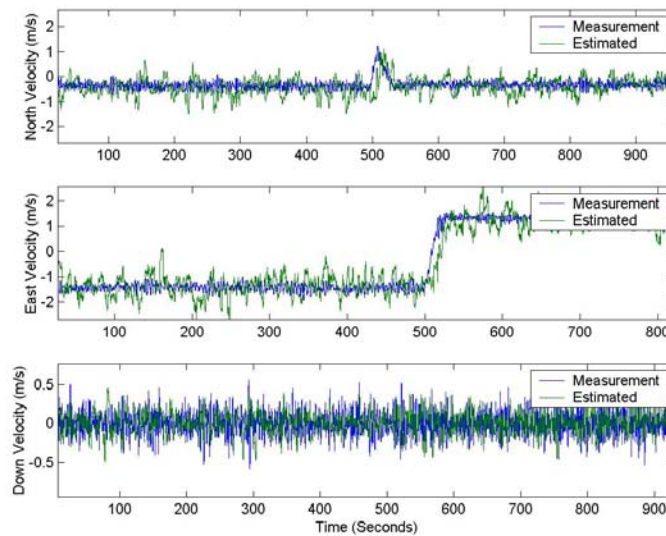 North Velocity (m/s)
2
1
0
-1
-2
Measurement
Estimated
100 200 300 400 500 600 700 800 900
East Velocity (m/s)
2
1
0
-1
-2
Measurement
Estimated
100 200 300 400 500 600 700 800
Down Velocity (m/s)
0.5
0
-0.5
Measurement
Estimated
100 200 300 400 500 600 700 800 900
Time (Seconds)